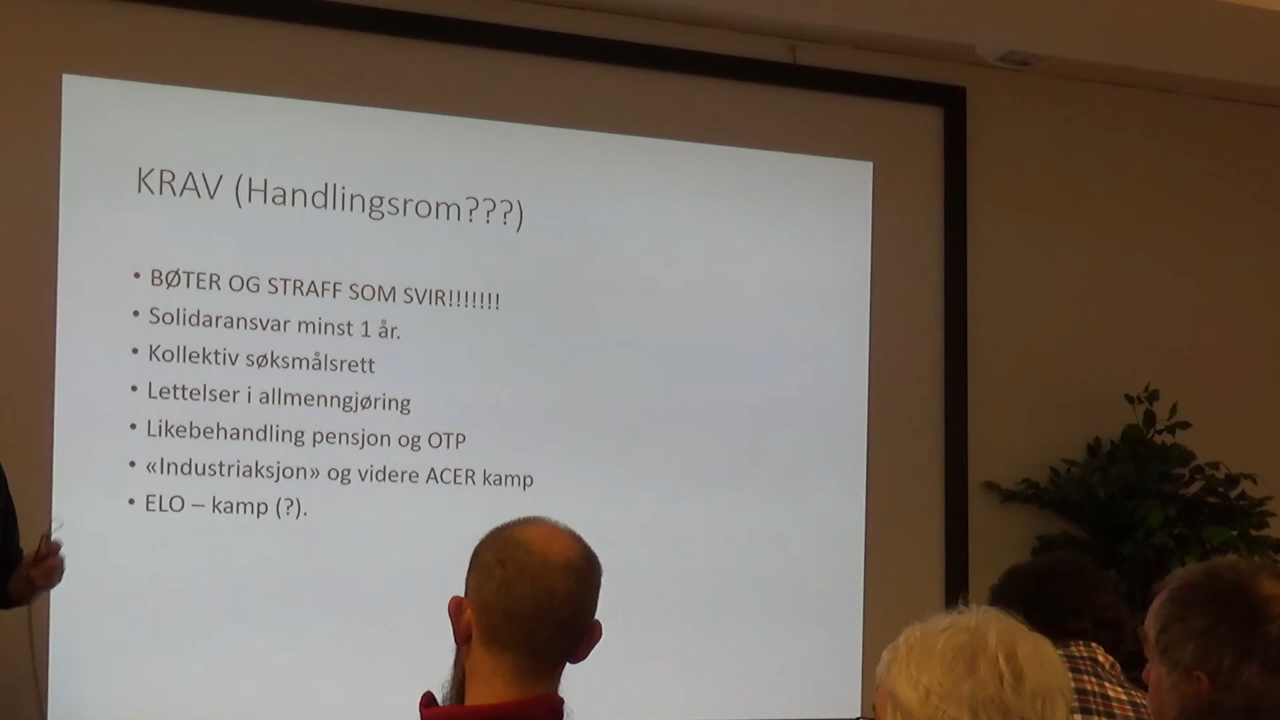 KRAV (Handlingsrom???)
• BØTER OG STRAFF SOM SVIR!!!!!!!
• Solidaransvar minst 1 år.
• Kollektiv søksmålsrett
• Lettelser i allmenngjøring
• Likebehandling pensjon og OTP
• «Industriaksjon» og videre ACER kamp
• ELO – kamp (?).